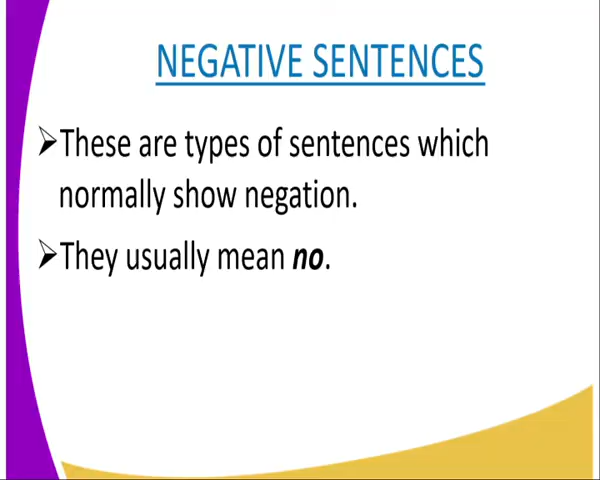 NEGATIVE SENTENCES
➢These are types of sentences which
normally show negation.
➢They usually mean no.